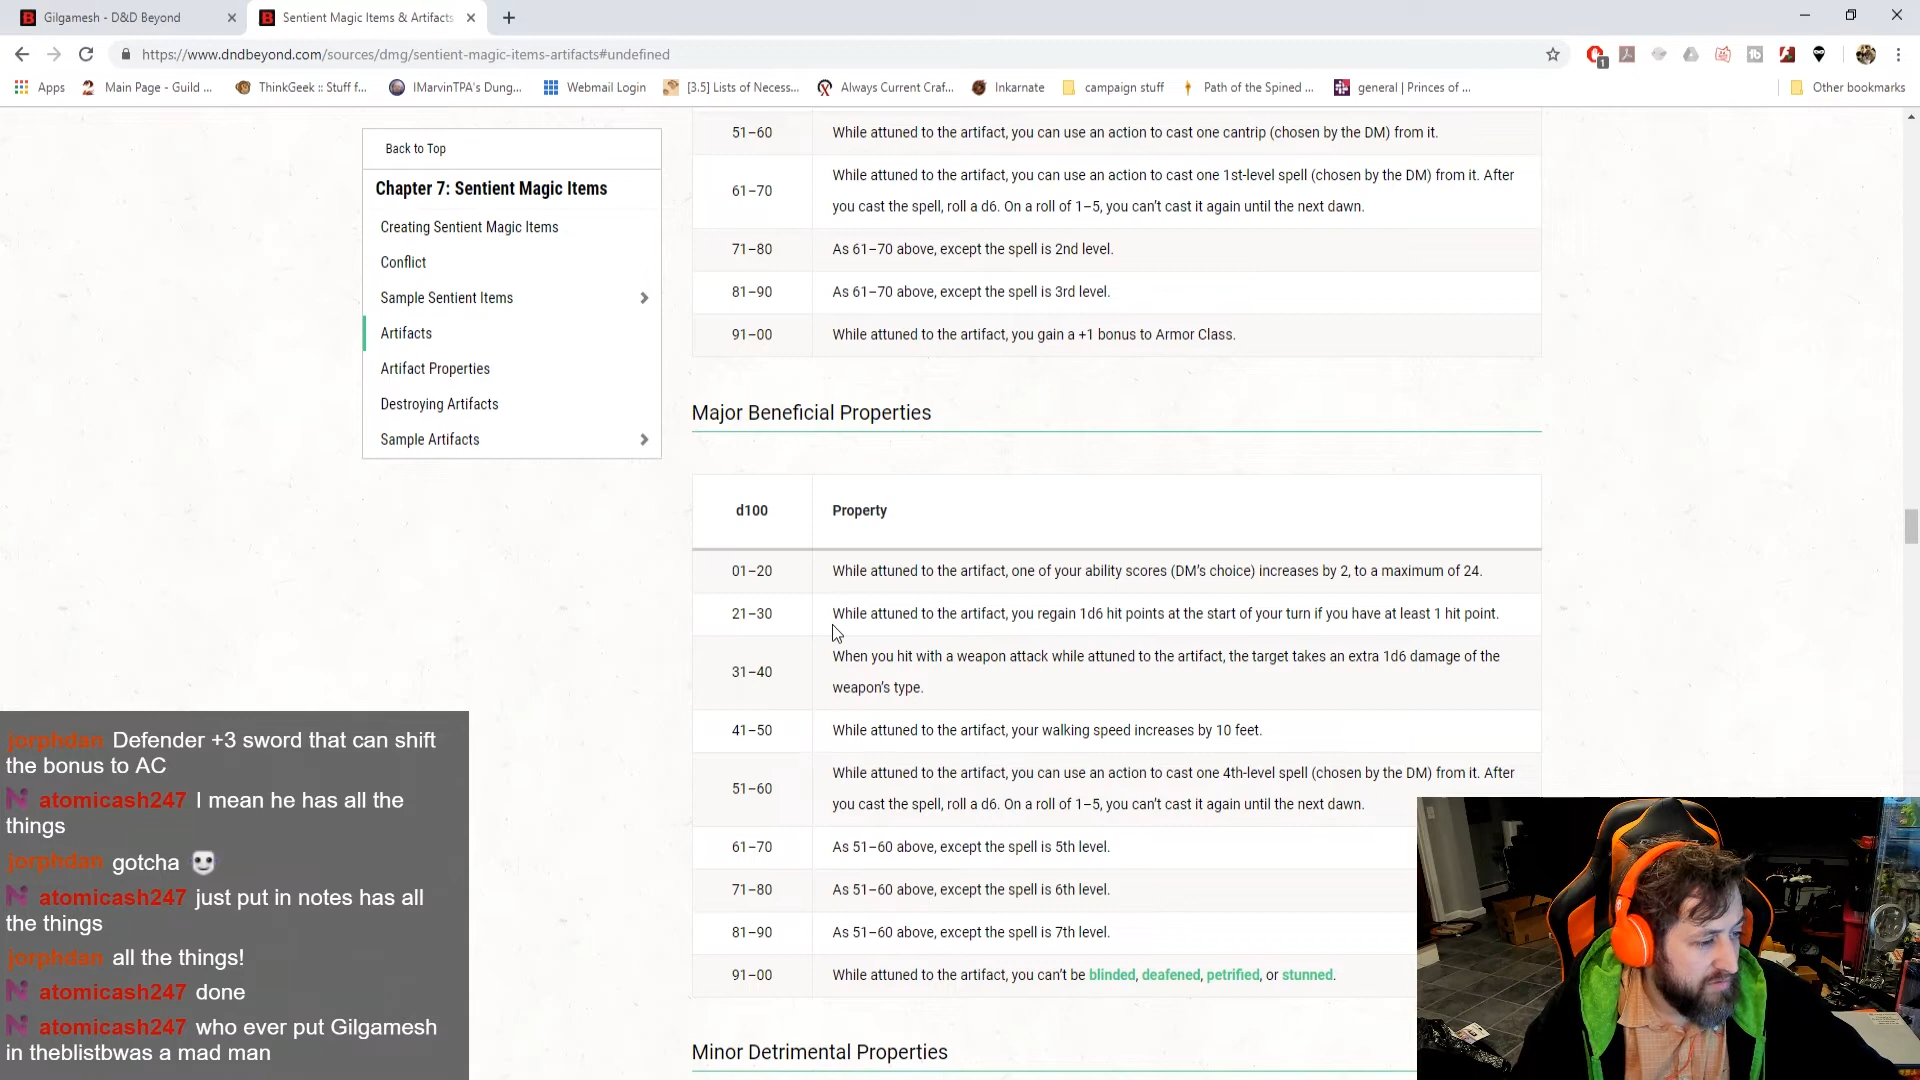 Gilgamesh - D&D Beyond
Sentient Magic Items & Artifacts
https://www.dndbeyond.com/sources/dmg/sentient-magic-items-artifacts#undefined
1
Apps
Main Page - Guild ...
ThinkGeek :: Stuff f...
IMarvinTPA's Dung...
Webmail Login
[3.5] Lists of Necess...
Always Current Craf...
Inkarnate
campaign stuff
Path of the Spined ...
general | Princes of ...
Other bookmarks
Back to Top
Chapter 7: Sentient Magic Items
Creating Sentient Magic Items
Conflict
Sample Sentient Items
Artifacts
Artifact Properties
Destroying Artifacts
Sample Artifacts
51–60 While attuned to the artifact, you can use an action to cast one cantrip (chosen by the DM) from it.
61–70 While attuned to the artifact, you can use an action to cast one 1st-level spell (chosen by the DM) from it. After
you cast the spell, roll a d6. On a roll of 1–5, you can't cast it again until the next dawn.
71–80 As 61–70 above, except the spell is 2nd level.
81–90 As 61–70 above, except the spell is 3rd level.
91–00 While attuned to the artifact, you gain a +1 bonus to Armor Class.
Major Beneficial Properties
d100 Property
01–20 While attuned to the artifact, one of your ability scores (DM's choice) increases by 2, to a maximum of 24.
21–30 While attuned to the artifact, you regain 1d6 hit points at the start of your turn if you have at least 1 hit point.
31–40 When you hit with a weapon attack while attuned to the artifact, the target takes an extra 1d6 damage of the
weapon's type.
41–50 While attuned to the artifact, your walking speed increases by 10 feet.
51–60 While attuned to the artifact, you can use an action to cast one 4th-level spell (chosen by the DM) from it. After
you cast the spell, roll a d6. On a roll of 1–5, you can't cast it again until the next dawn.
61–70 As 51–60 above, except the spell is 5th level.
71–80 As 51–60 above, except the spell is 6th level.
81–90 As 51–60 above, except the spell is 7th level.
91–00 While attuned to the artifact, you can't be blinded, deafened, petrified, or stunned.
Minor Detrimental Properties
jorphdan Defender +3 sword that can shift
the bonus to AC
atomicash247 I mean he has all the
things
jorphdan gotcha
atomicash247 just put in notes has all
the things
jorphdan all the things!
atomicash247 done
atomicash247 who ever put Gilgamesh
in theblistbwas a mad man